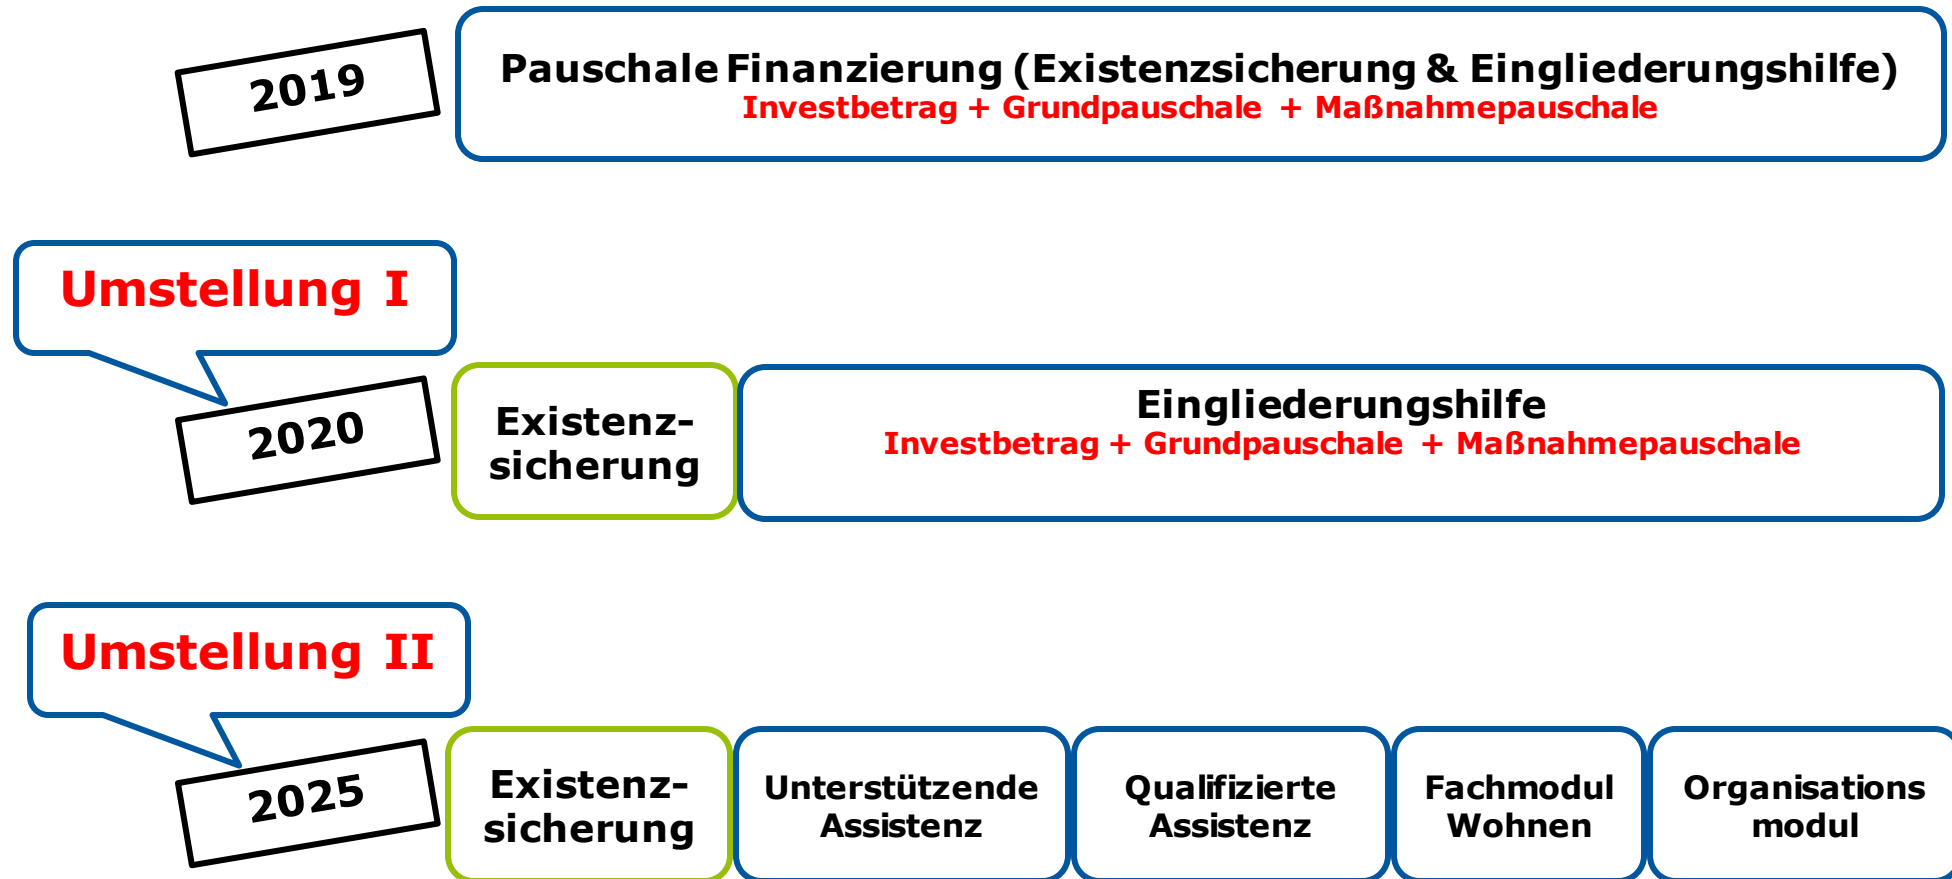 2019
Pauschale Finanzierung (Existenzsicherung & Eingliederungshilfe)
Investbetrag + Grundpauschale + Maßnahmepauschale
Umstellung I
2020
Existenz-
sicherung
Eingliederungshilfe
Investbetrag + Grundpauschale + Maßnahmepauschale
Umstellung II
2025
Existenz-
sicherung
Unterstützende
Assistenz
Qualifizierte
Assistenz
Fachmodul
Wohnen
Organisations
modul